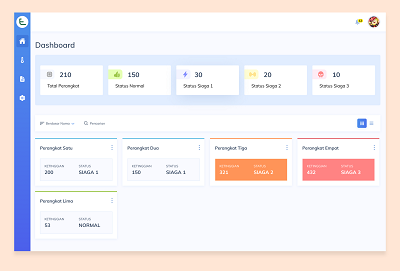 Dashboard
210
Total Perangkat
150
Status Normal
30
Status Siaga 1
20
Status Siaga 2
10
Status Siaga 3
Berdasar Nama
Pencarian
Perangkat Satu
KETINGGIAN STATUS
200 SIAGA 1
Perangkat Dua
KETINGGIAN STATUS
150 SIAGA 1
Perangkat Tiga
KETINGGIAN STATUS
321 SIAGA 2
Perangkat Empat
KETINGGIAN STATUS
433 SIAGA 3
Perangkat Lima
KETINGGIAN STATUS
53 NORMAL